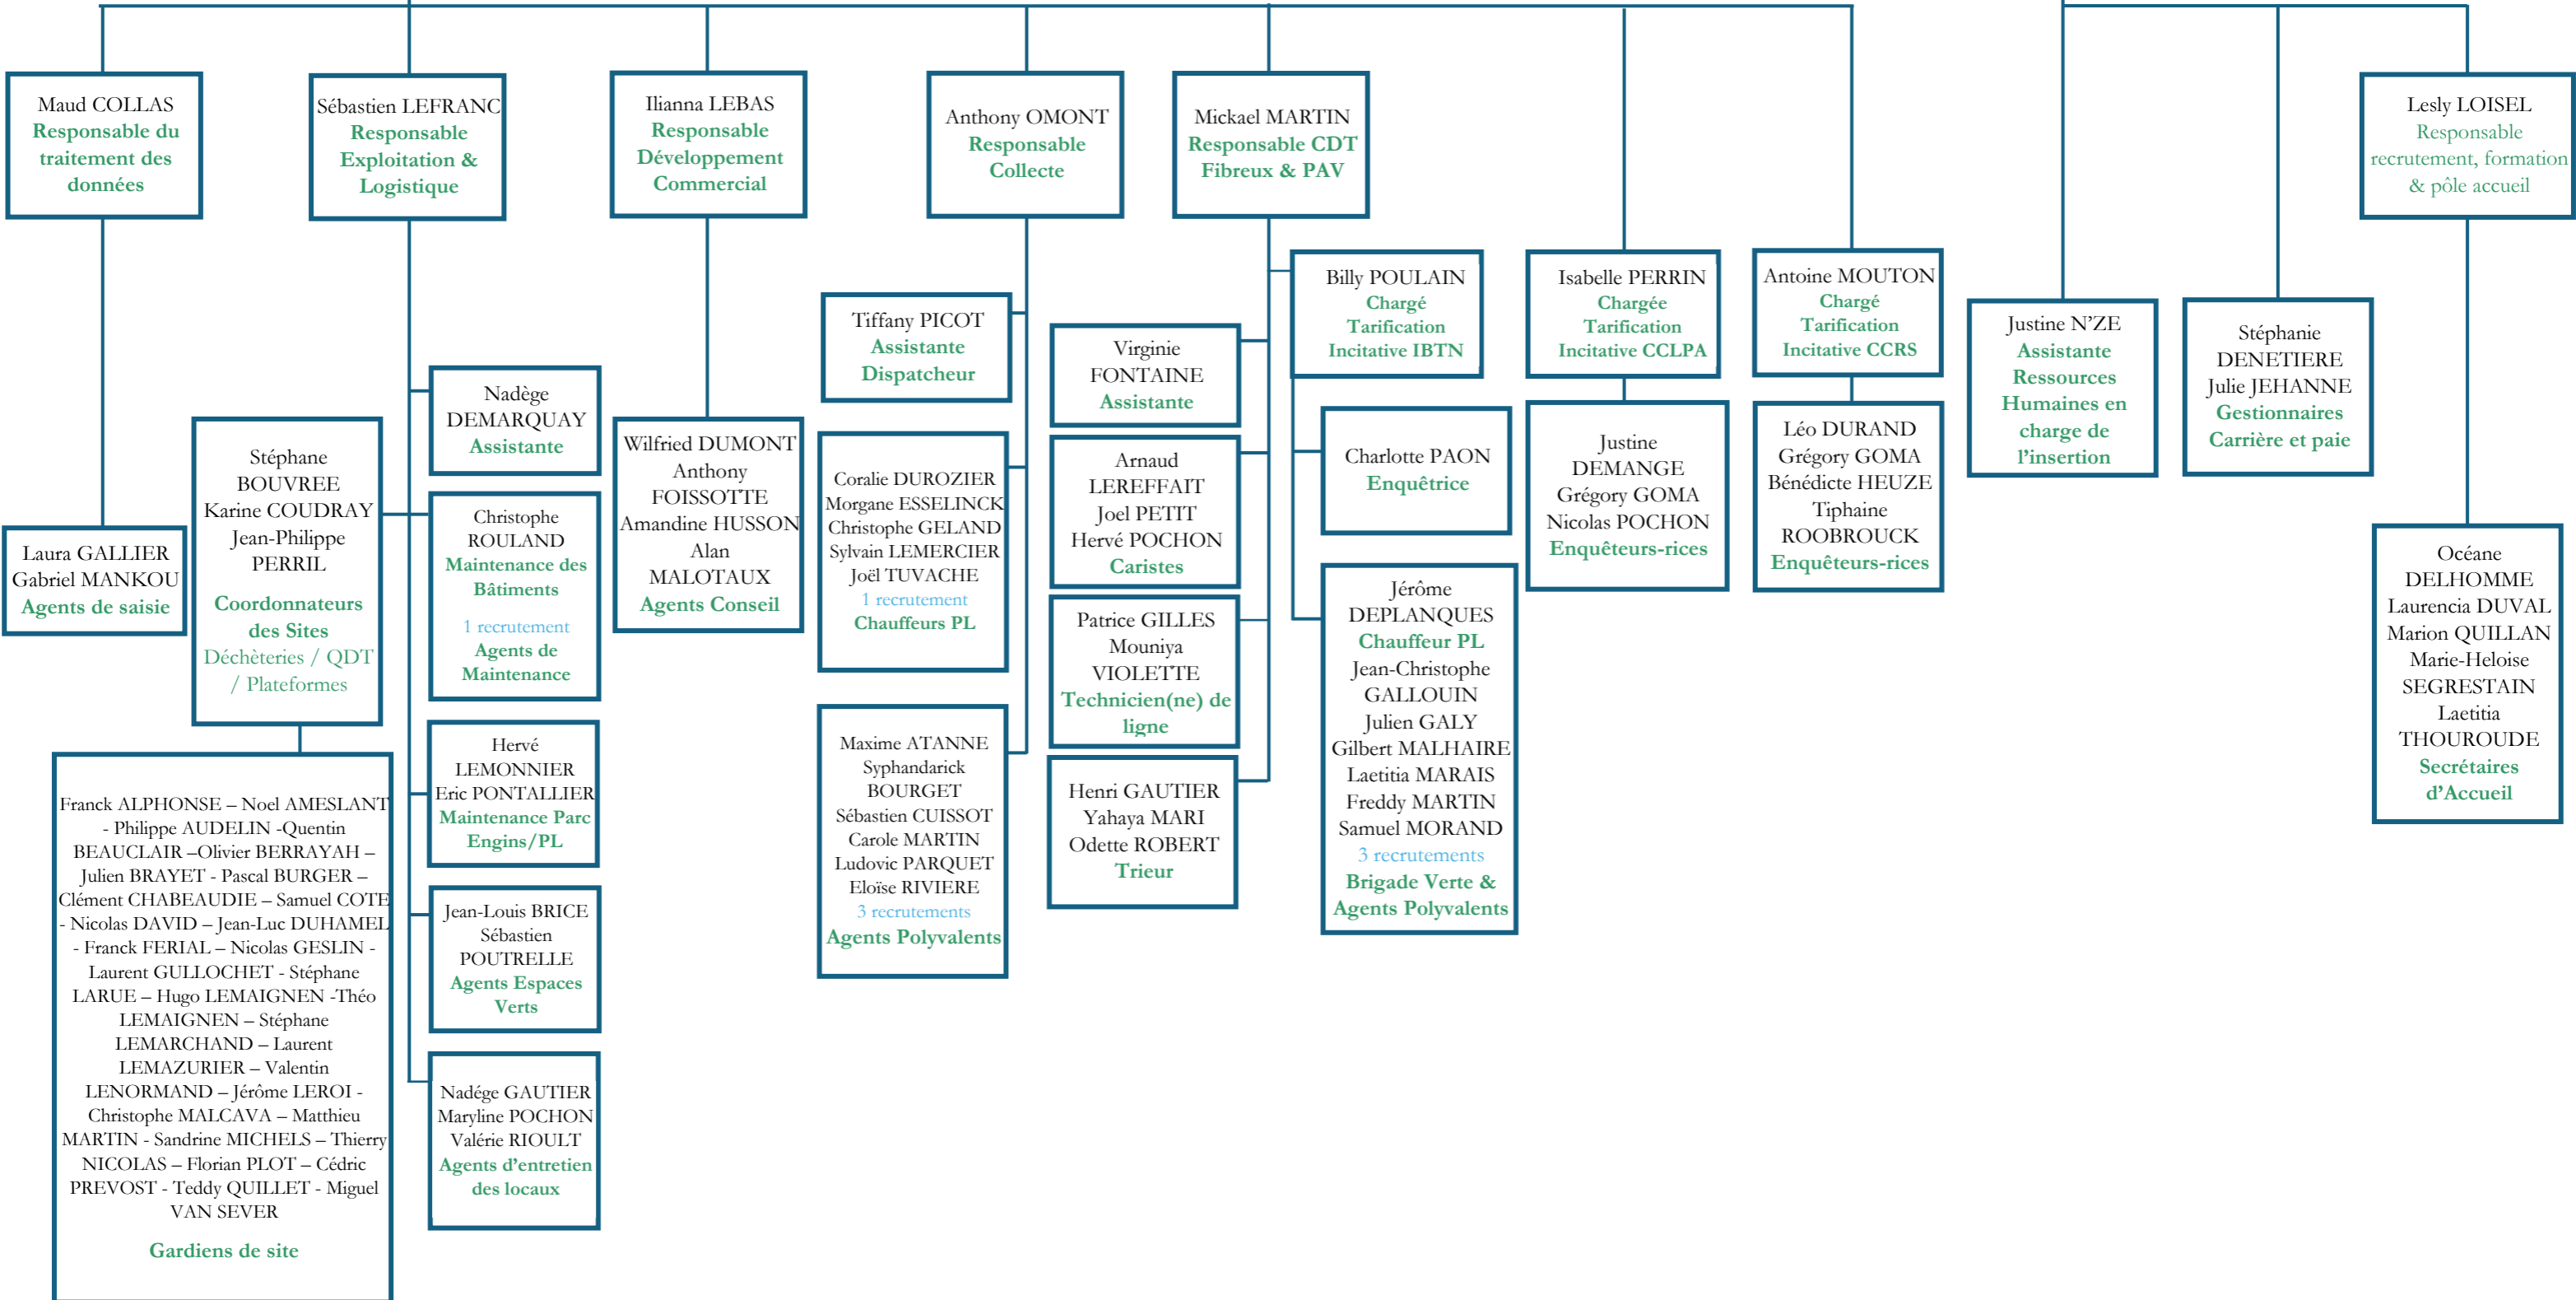 Maud COLLAS
Responsable du
traitement des
données
Sébastien LEFRANC
Responsable
Exploitation &
Logistique
Ilianna LEBAS
Responsable
Développement
Commercial
Anthony OMONT
Responsable
Collecte
Mickael MARTIN
Responsable CDT
Fibreux & PAV
Lesly LOISEL
Responsable
recrutement, formation
& pôle accueil
Billy POULAIN
Chargé
Tarification
Incitative IBTN
Isabelle PERRIN
Chargée
Tarification
Incitative CCLPA
Antoine MOUTON
Chargé
Tarification
Incitative CCRS
Justine N’ZE
Assistante
Ressources
Humaines en
charge de
l’insertion
Stéphanie
DENETIERE
Julie JEHANNE
Gestionnaires
Carrière et paie
Tiffany PICOT
Assistante
Dispatcheur
Virginie
FONTAINE
Assistante
Nadège
DEMARQUAY
Assistante
Stéphane
BOUVREE
Karine COUDRAY
Jean-Philippe
PERRIL
Coordonnateurs
des Sites
Déchèteries / QDT
/ Plateformes
Wilfried DUMONT
Anthony
FOISSOTTE
Amandine HUSSON
Alan
MALOTAUX
Agents Conseil
Coralie DUROZIER
Morgane ESSELINCK
Christophe GELAND
Sylvain LEMERCIER
Joël TUVACHE
1 recrutement
Chauffeurs PL
Arnaud
LEREFFAIT
Joel PETIT
Hervé POCHON
Caristes
Charlotte PAON
Enquêtrice
Justine
DEMANGE
Grégory GOMA
Nicolas POCHON
Enquêteurs-rices
Léo DURAND
Grégory GOMA
Bénédicte HEUZE
Tiphaine
ROOBROUCK
Enquêteurs-rices
Laura GALLIER
Gabriel MANKOU
Agents de saisie
Christophe
ROULAND
Maintenance des
Bâtiments
1 recrutement
Agents de
Maintenance
Patrice GILLES
Mouniya
VIOLETTE
Technicien(ne) de
ligne
Jérôme
DEPLANQUES
Chauffeur PL
Jean-Christophe
GALLOUIN
Julien GALY
Gilbert MALHAIRE
Laetitia MARAIS
Freddy MARTIN
Samuel MORAND
3 recrutements
Brigade Verte &
Agents Polyvalents
Océane
DELHOMME
Laurencia DUVAL
Marion QUILLAN
Marie-Heloise
SEGRESTAIN
Laetitia
THOUROUDE
Secrétaires
d’Accueil
Hervé
LEMONNIER
Eric PONTALLIER
Maintenance Parc
Engins/PL
Maxime ATANNE
Syphandarick
BOURGET
Sébastien CUISSOT
Carole MARTIN
Ludovic PARQUET
Eloïse RIVIERE
3 recrutements
Agents Polyvalents
Henri GAUTIER
Yahaya MARI
Odette ROBERT
Trieur
Franck ALPHONSE – Noel AMESLANT
- Philippe AUDELIN -Quentin
BEAUCLAIR –Olivier BERRAYAH –
Julien BRAYET - Pascal BURGER –
Clément CHABEAUDIE – Samuel COTE
- Nicolas DAVID – Jean-Luc DUHAMEL
- Franck FERIAL – Nicolas GESLIN -
Laurent GULLOCHET - Stéphane
LARUE – Hugo LEMAIGNEN -Théo
LEMAIGNEN – Stéphane
LEMARCHAND – Laurent
LEMAZURIER – Valentin
LENORMAND – Jérôme LEROI -
Christophe MALCAVA – Matthieu
MARTIN - Sandrine MICHELS – Thierry
NICOLAS – Florian PLOT – Cédric
PREVOST - Teddy QUILLET - Miguel
VAN SEVER
Gardiens de site
Jean-Louis BRICE
Sébastien
POUTRELLE
Agents Espaces
Verts
Nadége GAUTIER
Maryline POCHON
Valérie RIOULT
Agents d’entretien
des locaux